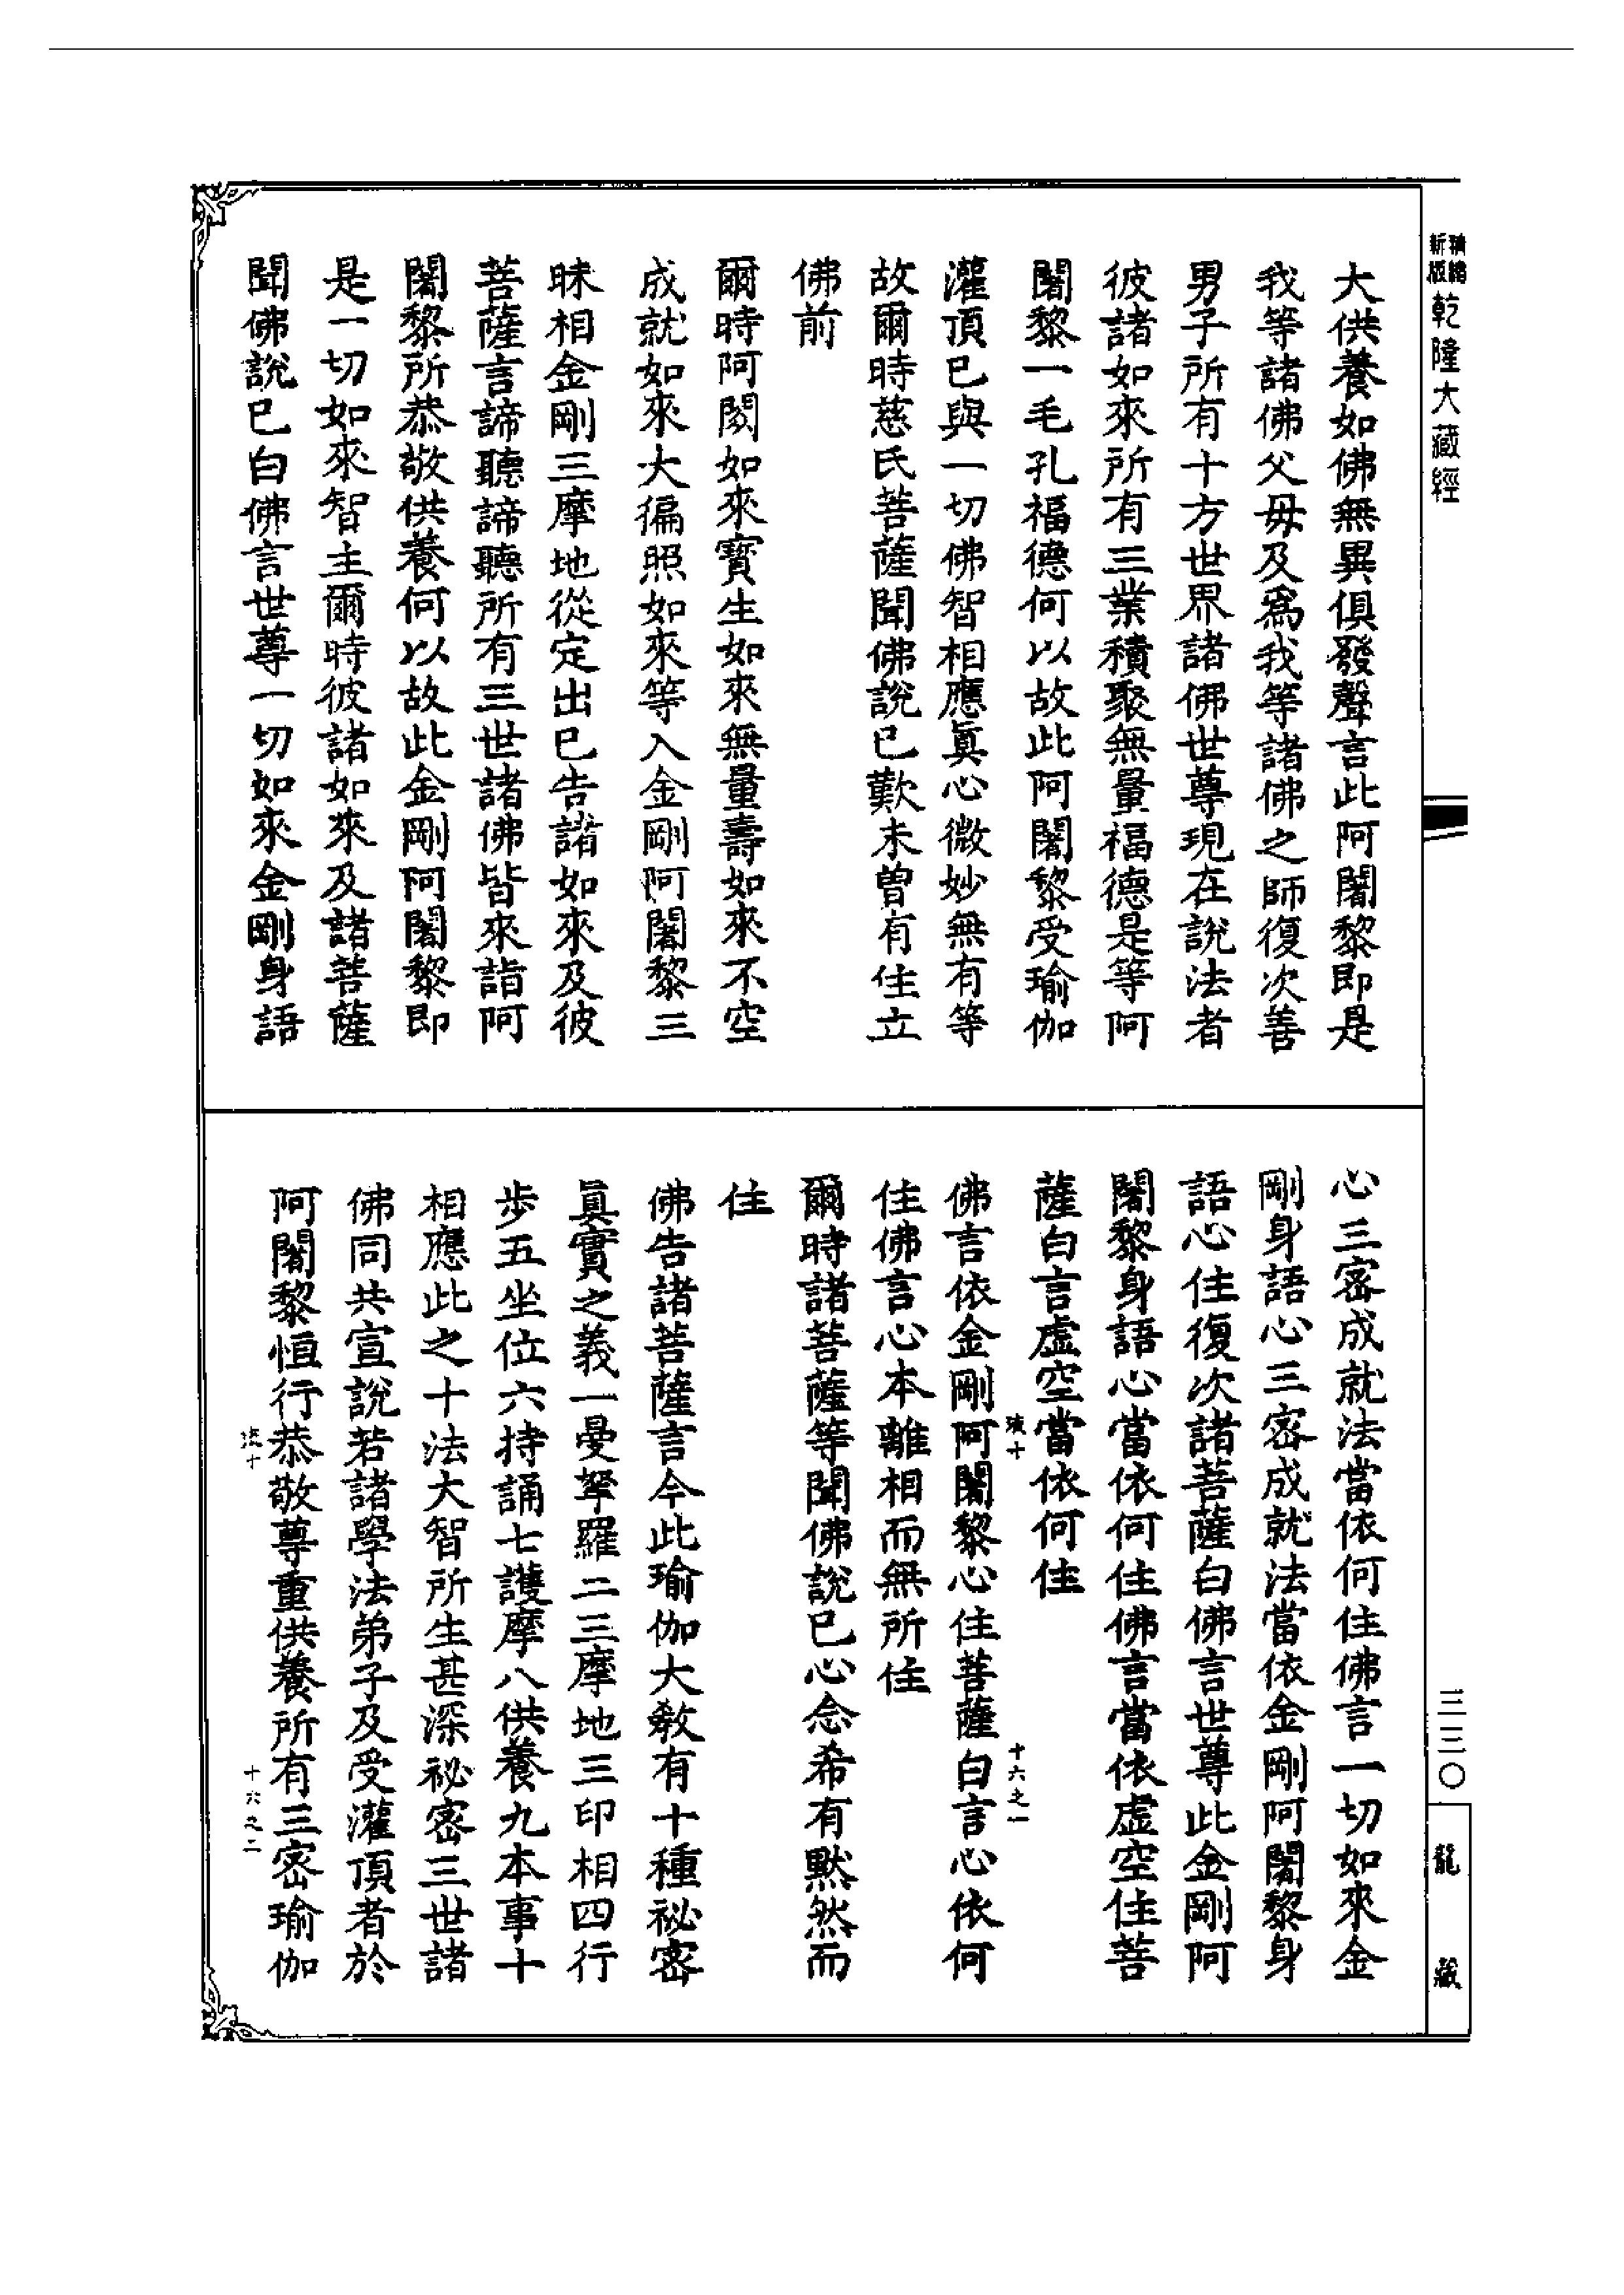 新版精縮乾隆大藏經
大供養如佛無異俱發聲言此阿闍黎即是
我等諸佛父母及爲我等諸佛之師復次善
男子所有十方世界諸佛世尊現在說法者
彼諸如來所有三業積聚無量福德是等阿
闍黎一毛孔福德何以故此阿闍黎受瑜伽
灌頂已與一切佛智相應眞心微妙無有等
故爾時慈氏菩薩聞佛說已歎未曾有住立
佛前
爾時阿閦如來寶生如來無量壽如來不空
成就如來大徧照如來等入金剛阿闍黎三
昧相金剛三摩地從定出已告諸如來及彼
菩薩言諦聽諦聽所有三世諸佛皆來詣阿
闍黎所恭敬供養何以故此金剛阿闍黎即
是一切如來智主爾時彼諸如來及諸菩薩
聞佛說已白佛言世尊一切如來金剛身語
心三密成就法當依何住佛言一切如來金
剛身語心三密成就法當依金剛阿闍黎身
語心住復次諸菩薩白佛言世尊此金剛阿
闍黎身語心當依何住佛言當依虛空住菩
薩白言虛空當依何住
十
十六之一
佛言依金剛阿闍黎心住菩薩白言心依何
住佛言心本離相而無所住
爾時諸菩薩等聞佛說已心念希有默然而
住
佛告諸菩薩言今此瑜伽大敎有十種祕密
眞實之義一曼拏羅二三摩地三印相四行
步五坐位六持誦七護摩八供養九本事十
相應此之十法大智所生甚深祕密三世諸
佛同共宣說若諸學法弟子及受灌頂者於
阿闍黎恒行恭敬尊重供養所有三密瑜伽
十
十六之二
三三〇
龍藏